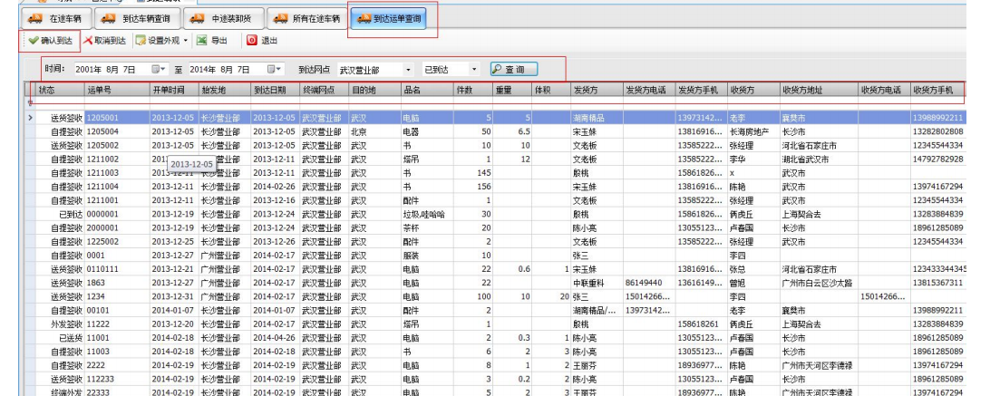 在途车辆 到达车辆查询 中途装卸货 所有在途车辆 到达运单查询
确认到达 取消到达 设置外观 导出 退出
时间: 2001年 8月 7日 至 2014年 8月 7日 到达网点 武汉营业部 已到达 查询
状态 运单号 开单时间 始发地 到达日期 终端网点 目的地 品名 件数 重量 体积 发货方 发货方电话 发货方手机 收货方 收货方地址 收货方电话 收货方手机
送货签收 1205001 2013-12-05 长沙营业部 2013-12-05 武汉营业部 武汉 电脑 5 5 湖南精品 13973142... 老李 襄樊市 13988992211
自提签收 1205004 2013-12-05 长沙营业部 2013-12-05 武汉营业部 北京 电器 50 6.5 宋玉妹 13816916... 长海房地产 长沙市 13282802808
送货签收 1205002 2013-12-05 长沙营业部 2013-12-05 武汉营业部 武汉 书 10 10 文老板 13585222... 张经理 河北省石家庄市 12345544334
自提签收 1211002 201 营业部 2013-12-11 武汉营业部 武汉 塔吊 1 12 文老板 13585222... 李华 湖北省武汉市 14792782928
2013-12-05
自提签收 1211003 2013-12-11 长沙营业部 2013-12-11 武汉营业部 武汉 书 145 殷桃 15861826... x 武汉市
自提签收 1211004 2013-12-11 长沙营业部 2014-02-26 武汉营业部 武汉 书 156 宋玉妹 13816916... 陈艳 武汉市 13974167294
自提签收 1211001 2013-12-11 长沙营业部 2013-12-16 武汉营业部 武汉 配件 1 文老板 13585222... 张经理 武汉市 12345544334
已到达 0000001 2013-12-19 长沙营业部 2013-12-24 武汉营业部 武汉 垃圾,哇哈哈 30 殷桃 15861826... 俩虎丘 上海契合去 13283884839
自提签收 2000001 2013-12-19 长沙营业部 2013-12-24 武汉营业部 武汉 茶杯 20 陈小亮 13055123... 卢春国 长沙市 18961285089
自提签收 1225002 2013-12-25 长沙营业部 2013-12-26 武汉营业部 武汉 配件 2 文老板 13585222... 张经理 武汉市 12345544334
自提签收 0001 2013-12-27 广州营业部 2014-02-17 武汉营业部 武汉 服装 10 张三 李四
送货签收 0110111 2013-12-21 广州营业部 2014-02-17 武汉营业部 武汉 电脑 22 0.6 1 宋玉妹 13816916... 张总 河北省石家庄市 123433344345
送货签收 1863 2013-12-27 广州营业部 2014-02-17 武汉营业部 武汉 电脑 22 中联重科 86149440 13616149... 曾旭 广州市白云区沙太路 13815367311
送货签收 1234 2013-12-31 广州营业部 2014-02-17 武汉营业部 武汉 电脑 100 10 20 张三 15014266... 李四 15014266...
自提签收 00101 2014-01-07 长沙营业部 2014-01-07 武汉营业部 武汉 配件 2 湖南精品/... 13973142... 老李 襄樊市 13988992211
外发签收 11222 2013-12-20 长沙营业部 2014-02-17 武汉营业部 武汉 塔吊 1 殷桃 158618261 俩虎丘 上海契合去 13283884839
已送货 11001 2014-02-18 长沙营业部 2014-04-26 武汉营业部 武汉 电脑 2 0.3 1 陈小亮 13055123... 卢春国 长沙市 18961285089
自提签收 11003 2014-02-18 长沙营业部 2014-02-18 武汉营业部 武汉 书 6 2 3 陈小亮 13055123... 卢春国 长沙市 18961285089
自提签收 2222 2014-02-19 长沙营业部 2014-02-19 武汉营业部 武汉 电脑 8 1 2 王丽芬 18936977... 陈艳 广州市天河区李德禄 13974167294
送货签收 112233 2014-02-19 长沙营业部 2014-02-19 武汉营业部 武汉 电脑 3 0.2 2 陈小亮 13055123... 卢春国 长沙市 18961285089
终端外发 22333 2014-02-19 长沙营业部 2014-02-19 武汉营业部 武汉 电脑 5 2 3 王丽芬 18936977... 陈艳 广州市天河区李德禄 13974167294